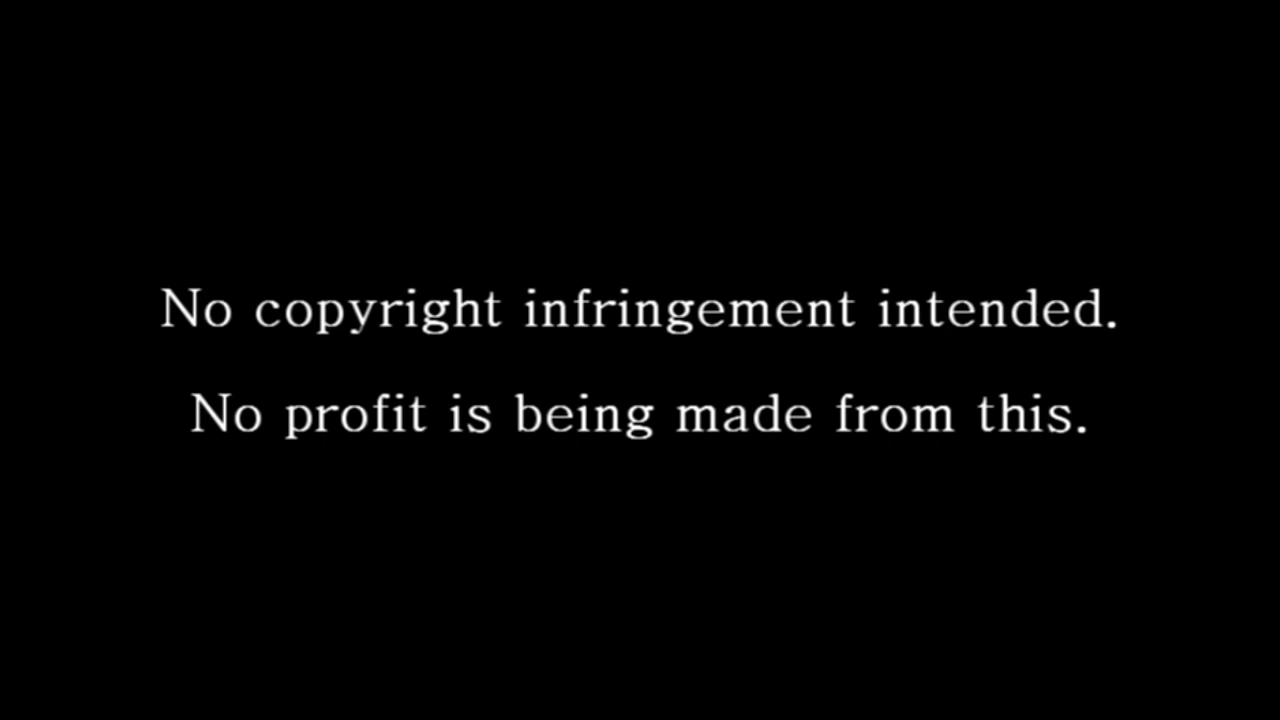 No copyright infringement intended.
No profit is being made from this.